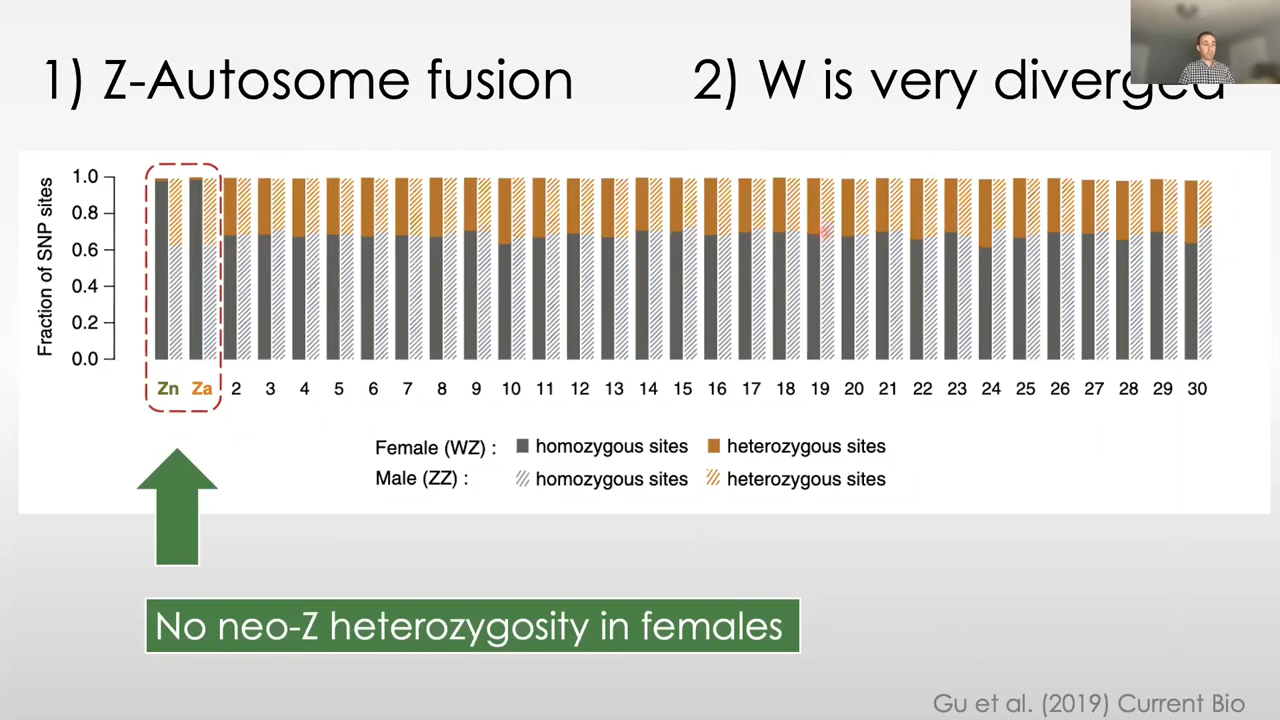 1) Z-Autosome fusion
2) W is very diverged
Fraction of SNP sites
1.0
0.8
0.6
0.4
0.2
0.0
Zn Za 2 3 4 5 6 7 8 9 10 11 12 13 14 15 16 17 18 19 20 21 22 23 24 25 26 27 28 29 30
Female (WZ) : homozygous sites heterozygous sites
Male (ZZ) : homozygous sites heterozygous sites
No neo-Z heterozygosity in females
Gu et al. (2019) Current Bio